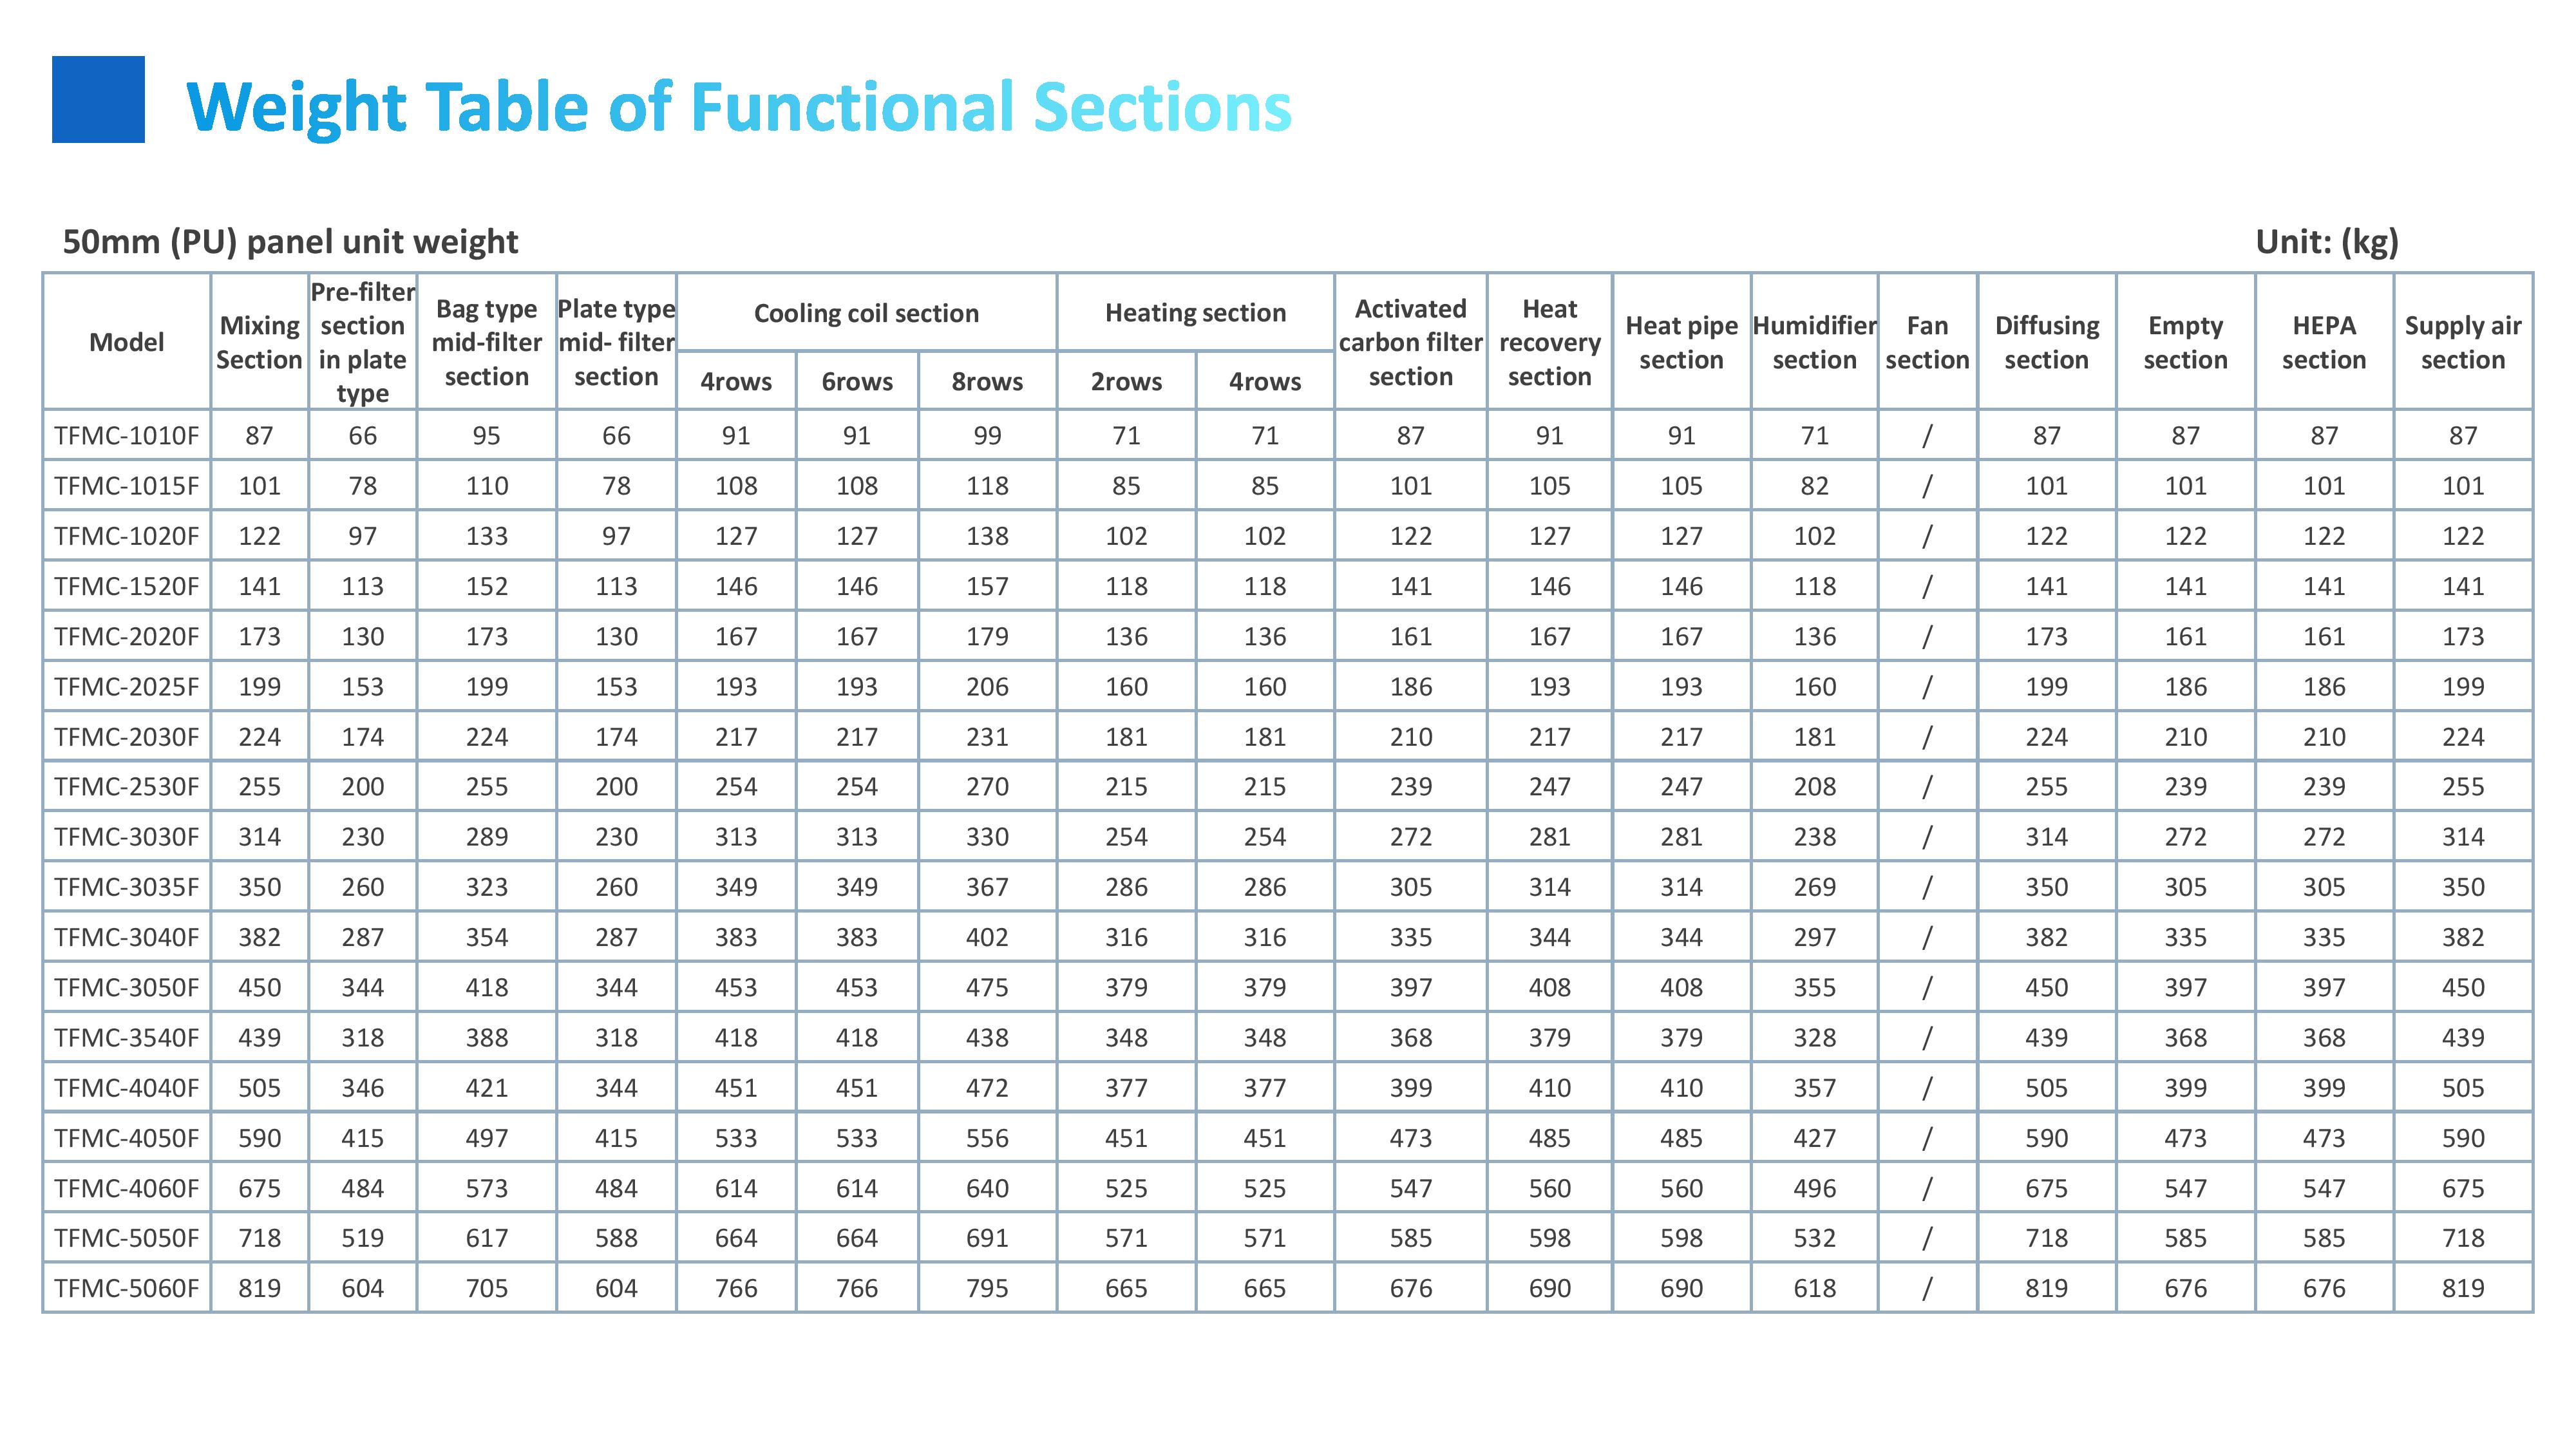 Weight Table of Functional Sections
50mm (PU) panel unit weight Unit: (kg)
Model Mixing Section Pre-filter section in plate type Bag type mid-filter section Plate type mid- filter section Cooling coil section Heating section Activated carbon filter section Heat recovery section Heat pipe section Humidifier section Fan section Diffusing section Empty section HEPA section Supply air section
4rows 6rows 8rows 2rows 4rows
TFMC-1010F 87 66 95 66 91 91 99 71 71 87 91 91 71 / 87 87 87 87
TFMC-1015F 101 78 110 78 108 108 118 85 85 101 105 105 82 / 101 101 101 101
TFMC-1020F 122 97 133 97 127 127 138 102 102 122 127 127 102 / 122 122 122 122
TFMC-1520F 141 113 152 113 146 146 157 118 118 141 146 146 118 / 141 141 141 141
TFMC-2020F 173 130 173 130 167 167 179 136 136 161 167 167 136 / 173 161 161 173
TFMC-2025F 199 153 199 153 193 193 206 160 160 186 193 193 160 / 199 186 186 199
TFMC-2030F 224 174 224 174 217 217 231 181 181 210 217 217 181 / 224 210 210 224
TFMC-2530F 255 200 255 200 254 254 270 215 215 239 247 247 208 / 255 239 239 255
TFMC-3030F 314 230 289 230 313 313 330 254 254 272 281 281 238 / 314 272 272 314
TFMC-3035F 350 260 323 260 349 349 367 286 286 305 314 314 269 / 350 305 305 350
TFMC-3040F 382 287 354 287 383 383 402 316 316 335 344 344 297 / 382 335 335 382
TFMC-3050F 450 344 418 344 453 453 475 379 379 397 408 408 355 / 450 397 397 450
TFMC-3540F 439 318 388 318 418 418 438 348 348 368 379 379 328 / 439 368 368 439
TFMC-4040F 505 346 421 344 451 451 472 377 377 399 410 410 357 / 505 399 399 505
TFMC-4050F 590 415 497 415 533 533 556 451 451 473 485 485 427 / 590 473 473 590
TFMC-4060F 675 484 573 484 614 614 640 525 525 547 560 560 496 / 675 547 547 675
TFMC-5050F 718 519 617 588 664 664 691 571 571 585 598 598 532 / 718 585 585 718
TFMC-5060F 819 604 705 604 766 766 795 665 665 676 690 690 618 / 819 676 676 819